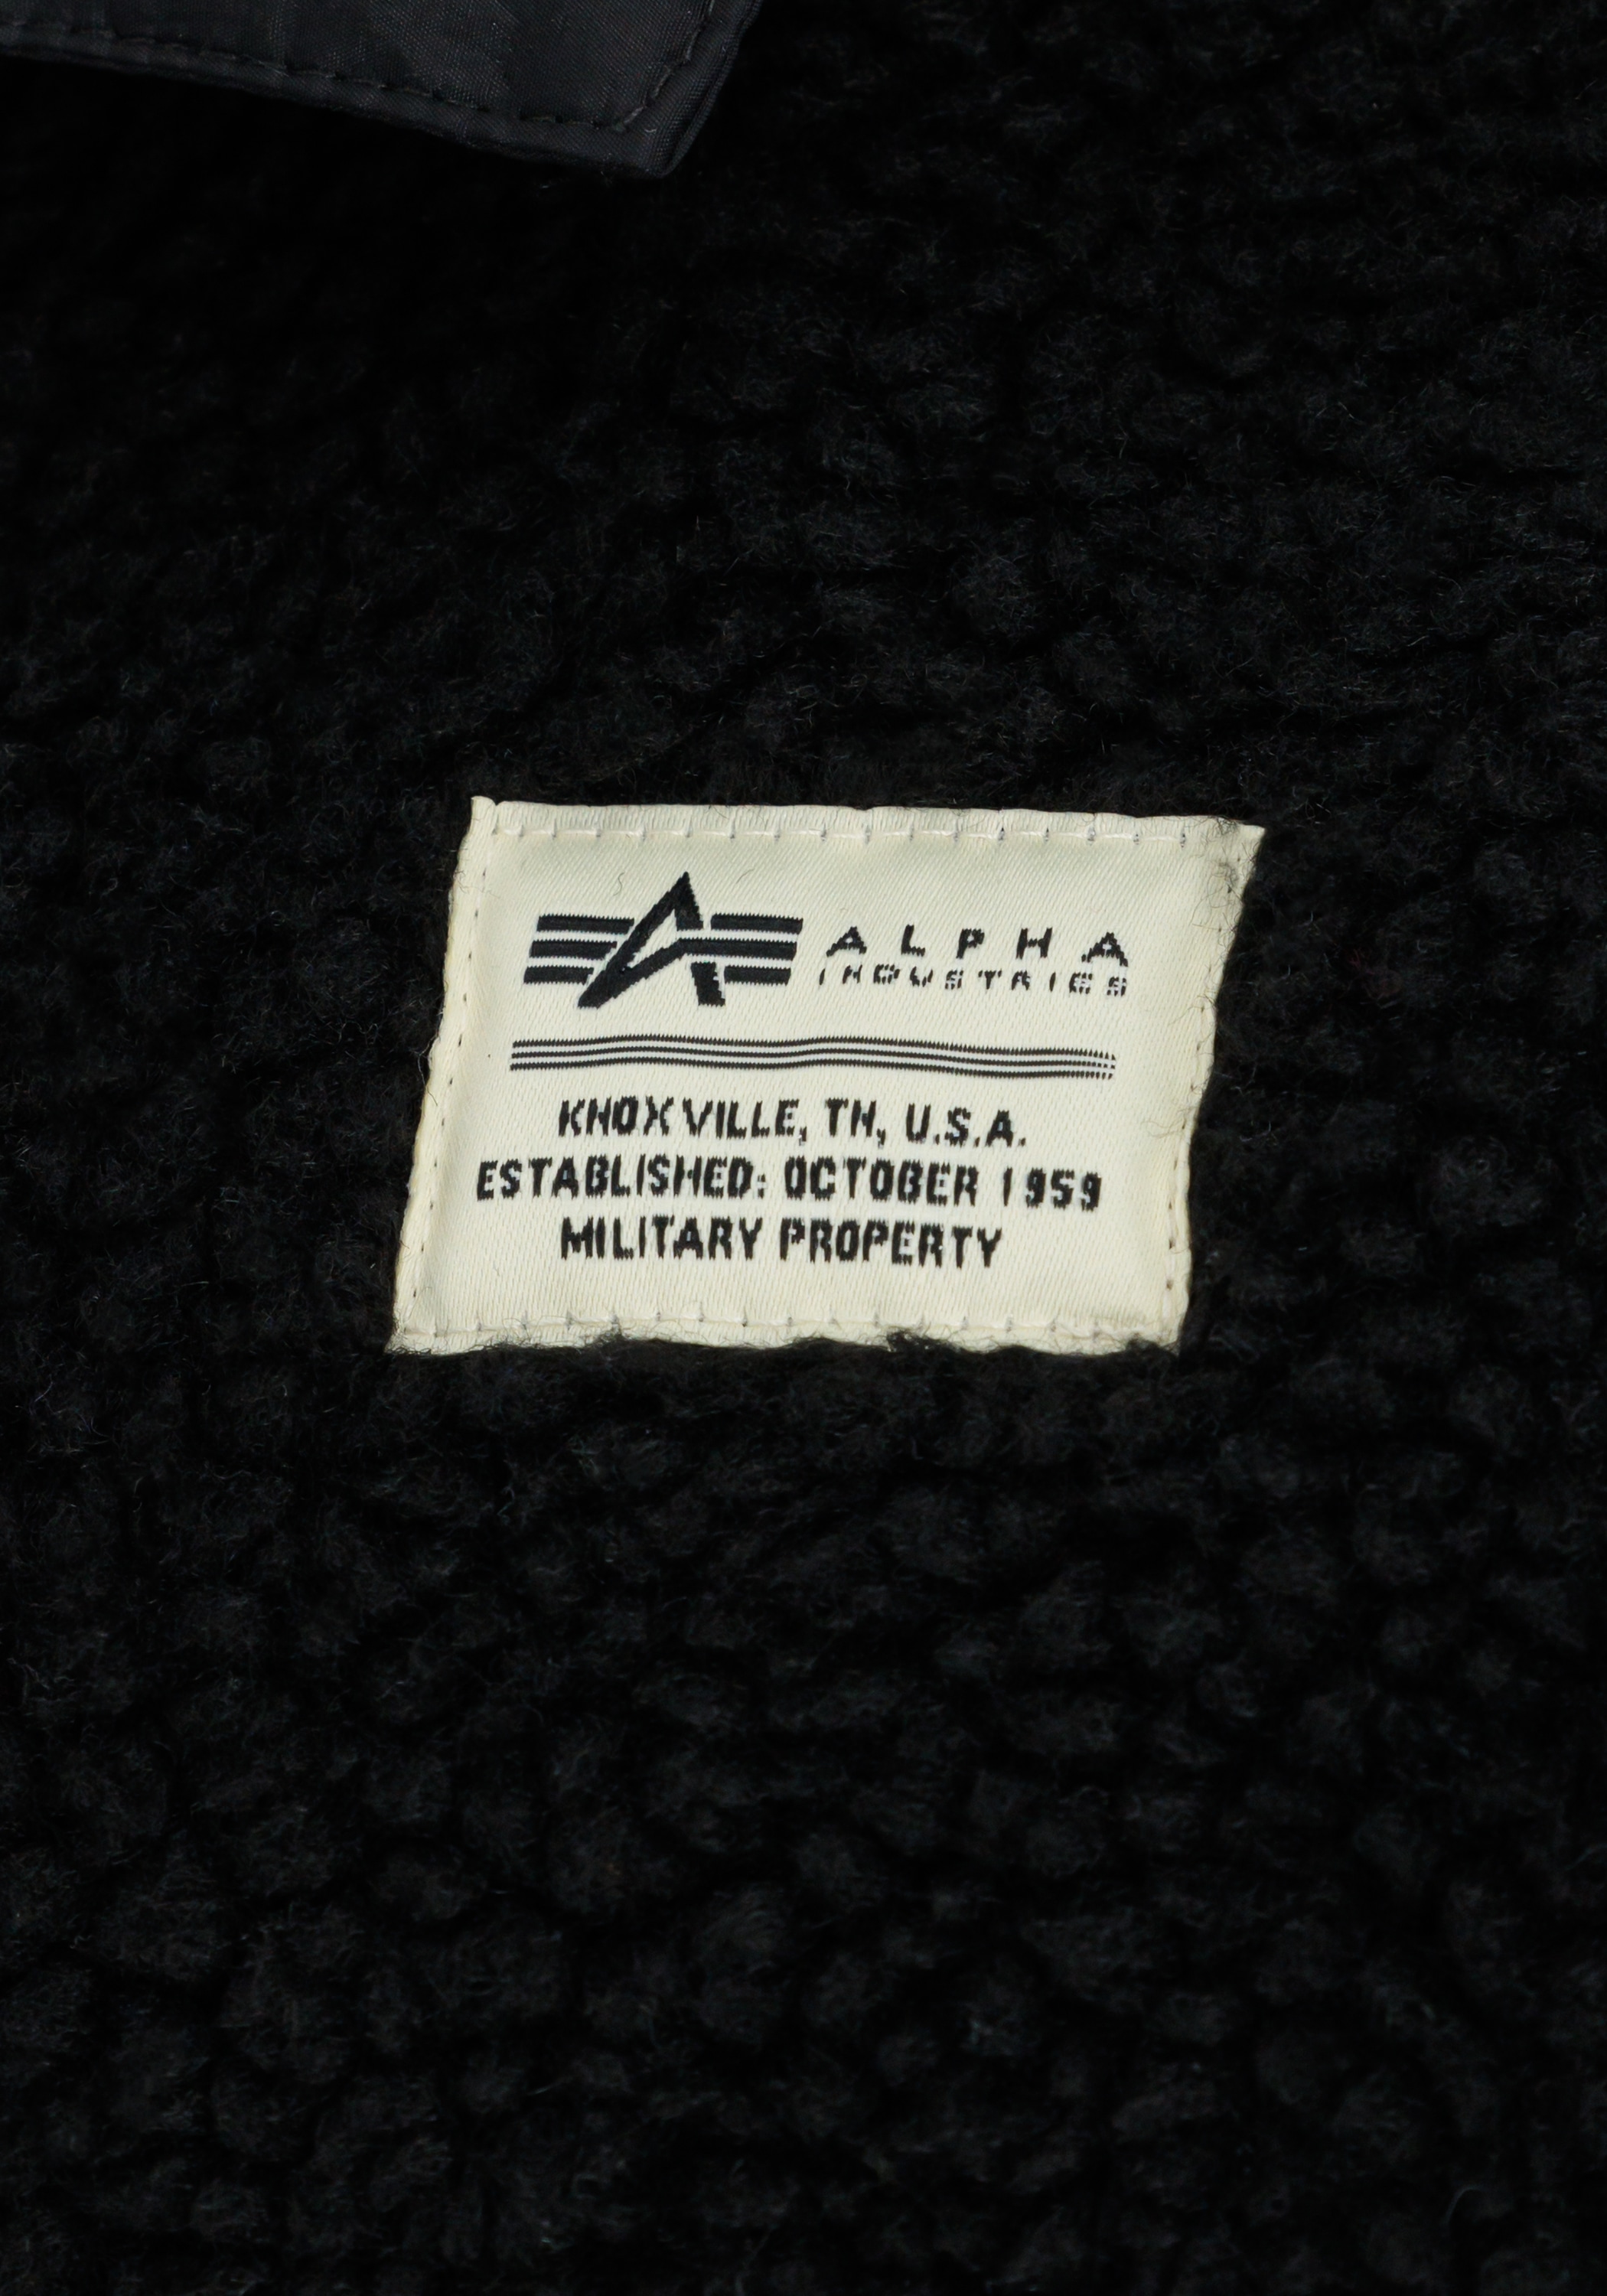 ALPHA
INDUSTRIES
KNOXVILLE, TN, U.S.A.
ESTABLISHED: OCTOBER 1959
MILITARY PROPERTY